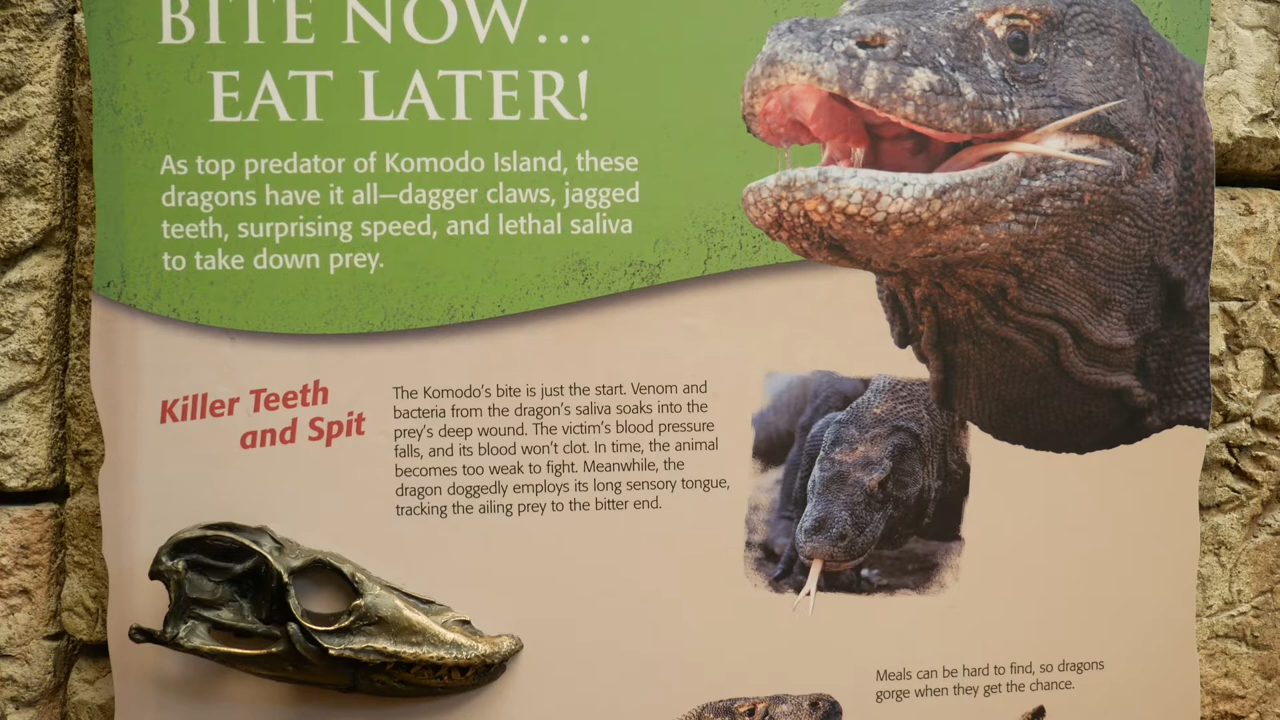 BITE NOW...
EAT LATER!
As top predator of Komodo Island, these
dragons have it all—dagger claws, jagged
teeth, surprising speed, and lethal saliva
to take down prey.
Killer Teeth
and Spit
The Komodo's bite is just the start. Venom and
bacteria from the dragon's saliva soaks into the
prey's deep wound. The victim's blood pressure
falls, and its blood won't clot. In time, the animal
becomes too weak to fight. Meanwhile, the
dragon doggedly employs its long sensory tongue,
tracking the ailing prey to the bitter end.
Meals can be hard to find, so dragons
gorge when they get the chance.